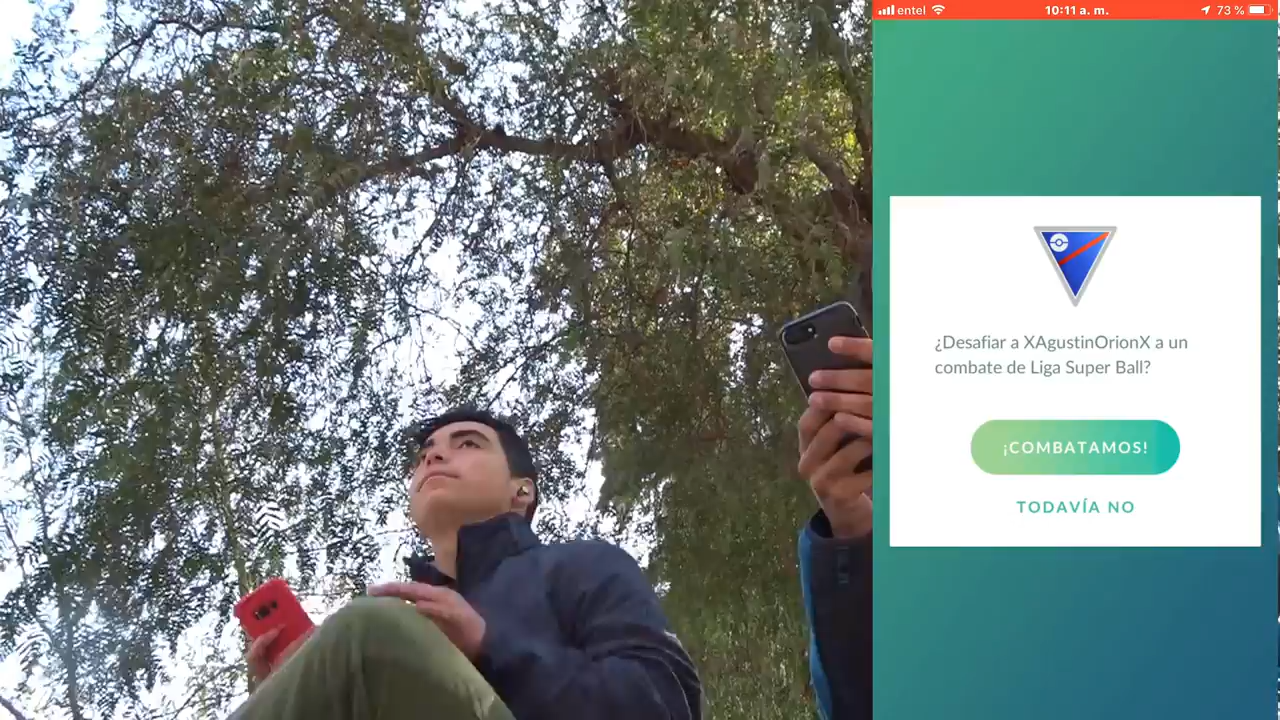 entel 10:11 a. m. 73 %
¿Desafiar a XAgustinOrionX a un
combate de Liga Super Ball?
¡COMBATAMOS!
TODAVÍA NO